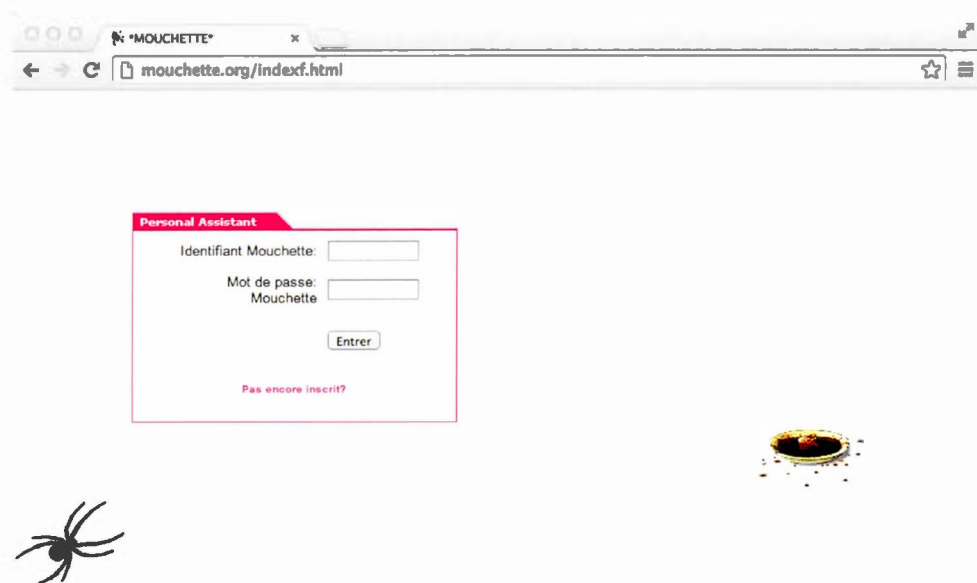 *MOUCHETTE*
mouchette.org/indexf.html
Personal Assistant
Identifiant Mouchette:
Mot de passe:
Mouchette
Entrer
Pas encore inscrit?